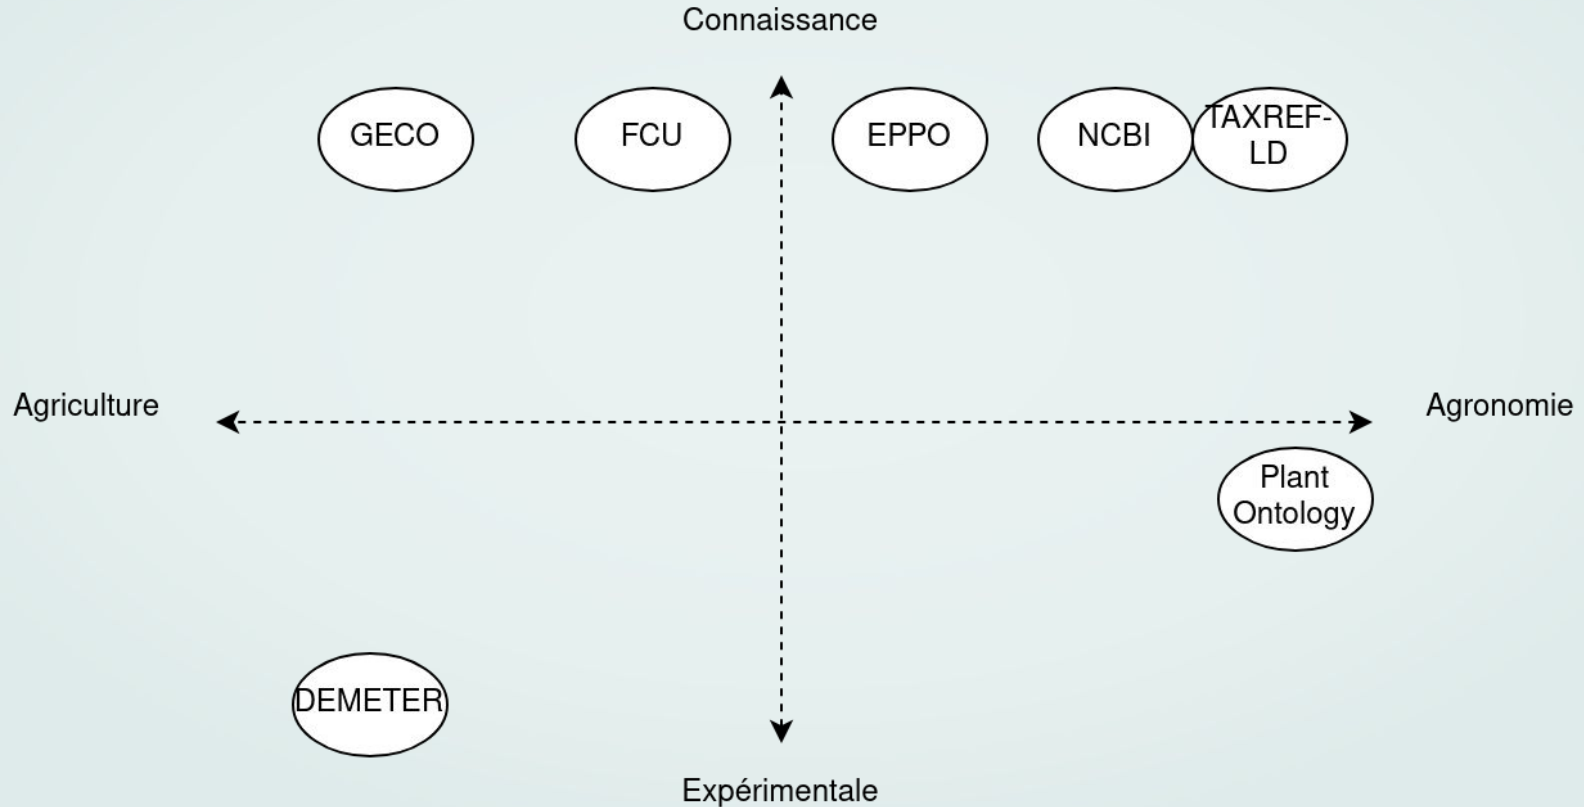 Connaissance
GECO
FCU
EPPO
NCBI
TAXREF-
LD
Agriculture
Agronomie
Plant
Ontology
DEMETER
Expérimentale